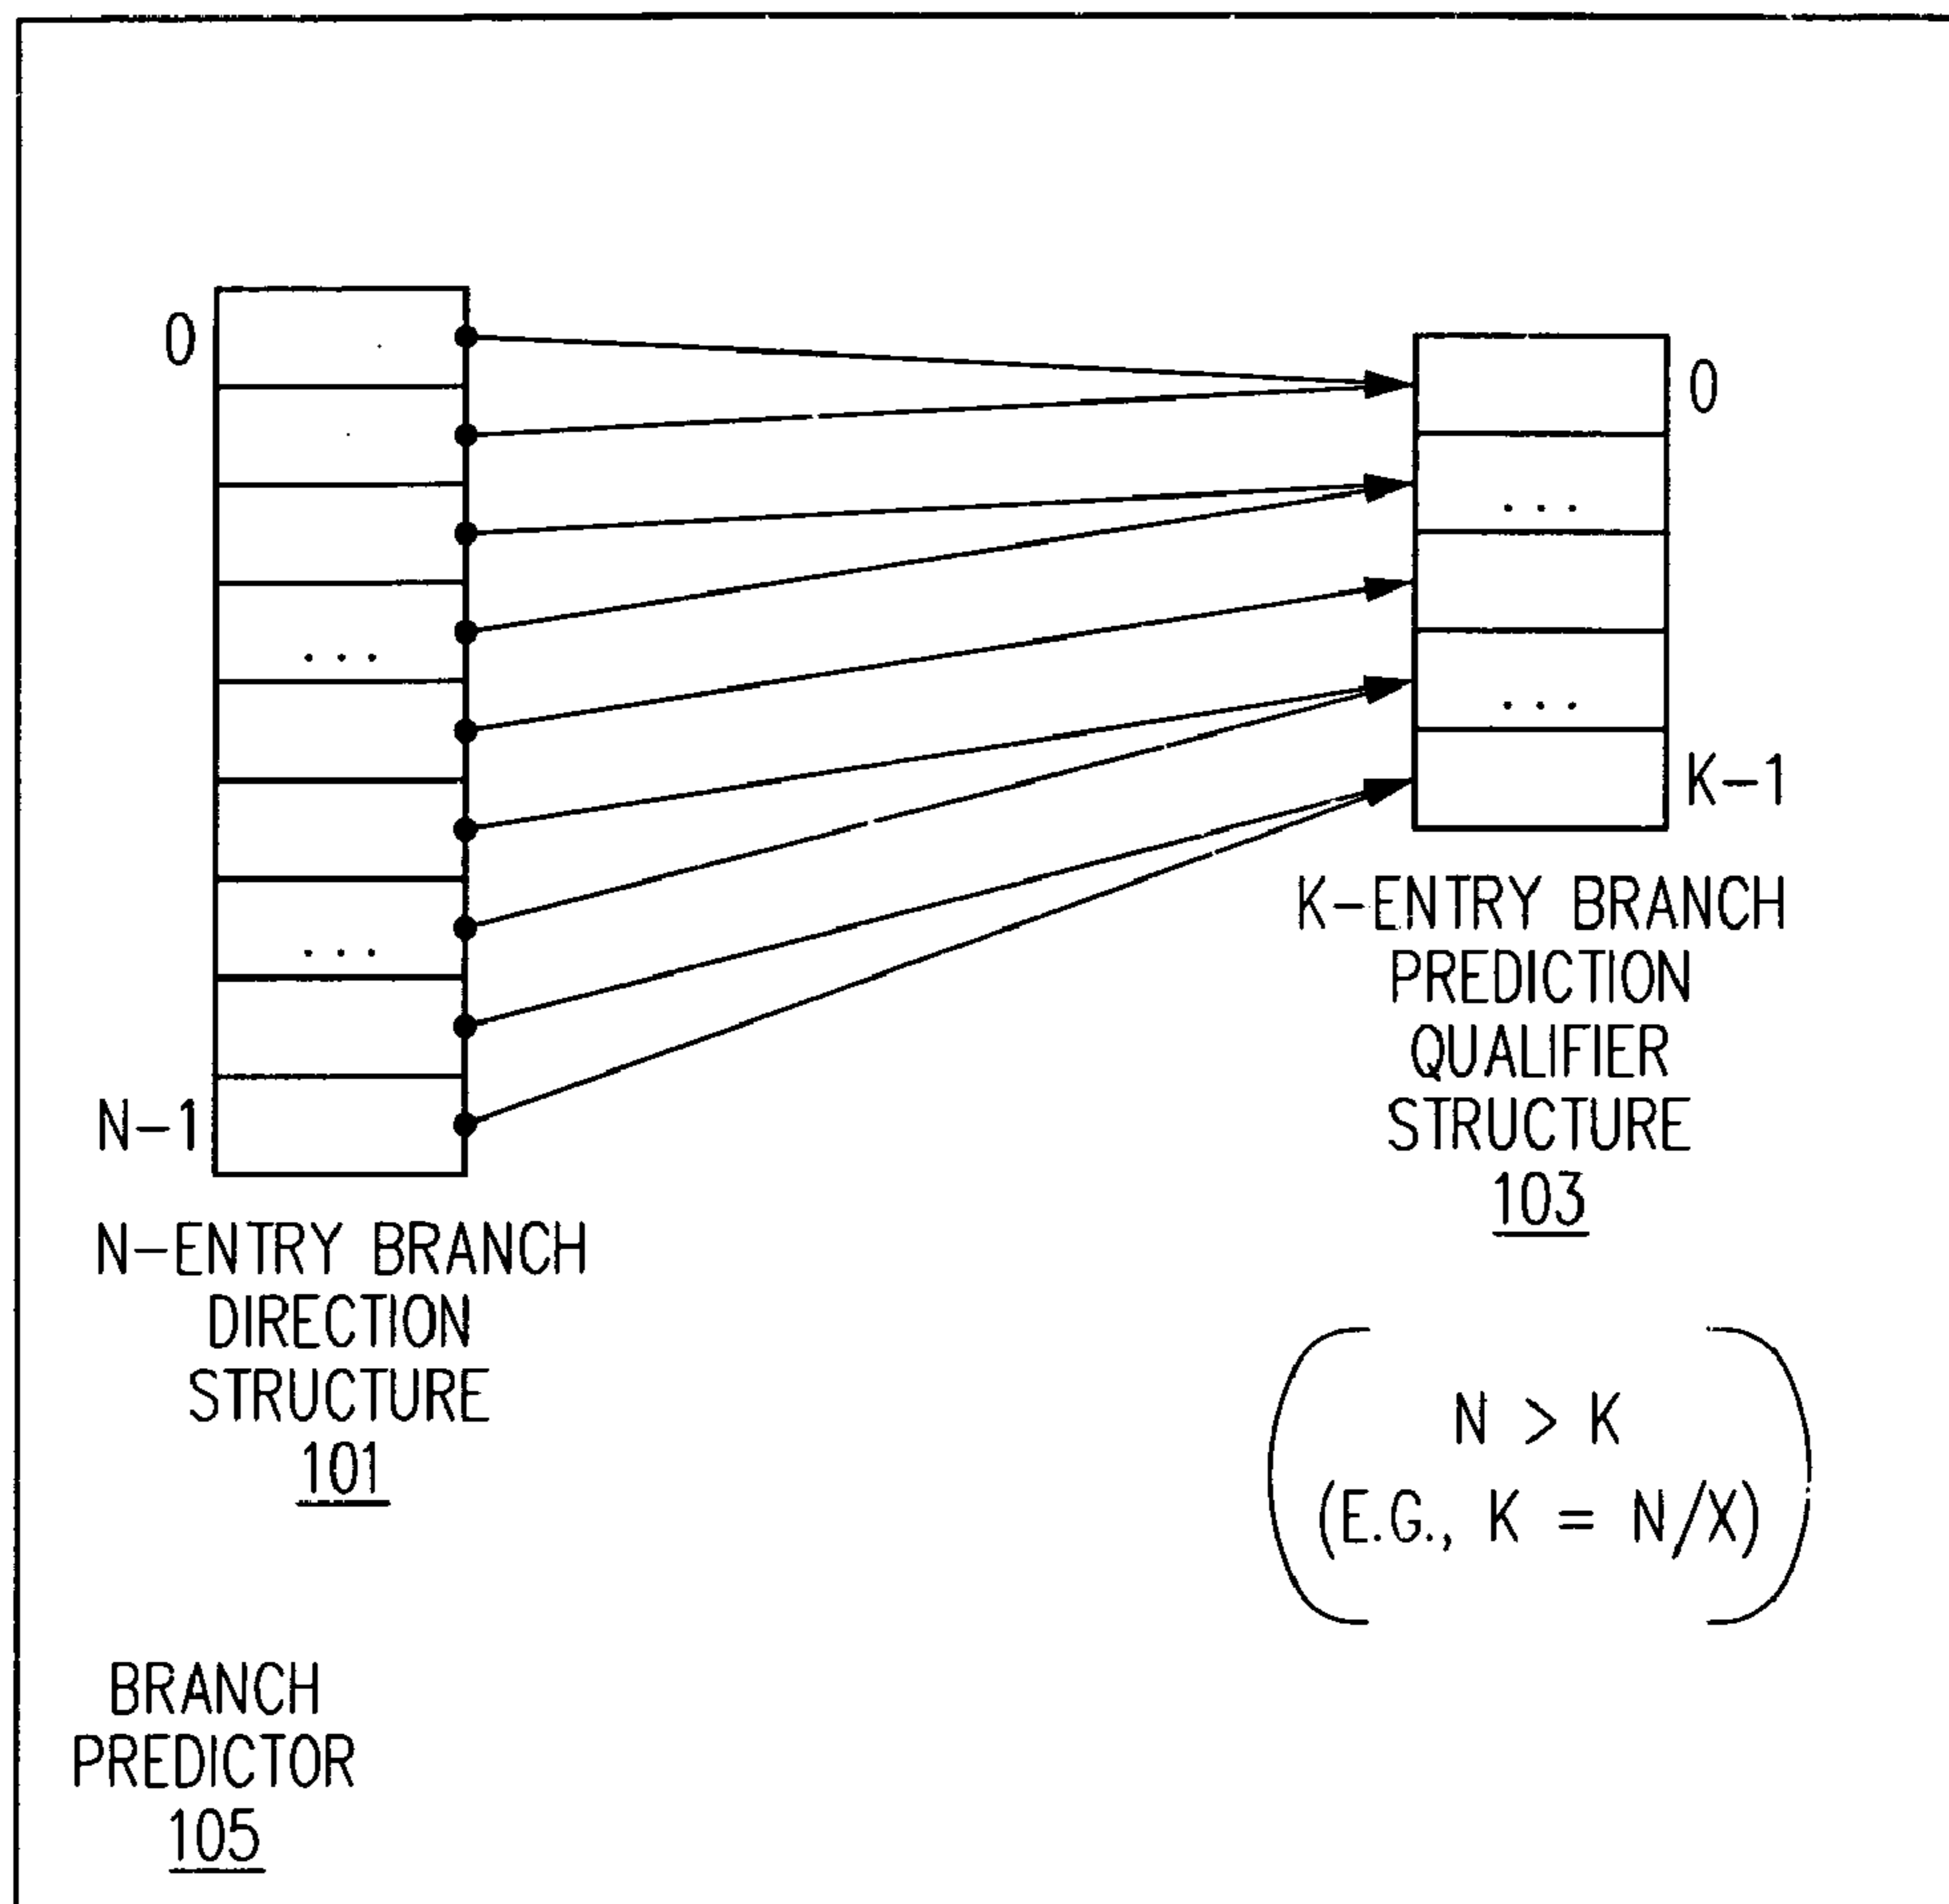 0
...
...
N-1
N-ENTRY BRANCH
DIRECTION
STRUCTURE
101
0
...
...
K-1
K-ENTRY BRANCH
PREDICTION
QUALIFIER
STRUCTURE
103
N > K
(E.G., K = N/X)
BRANCH
PREDICTOR
105